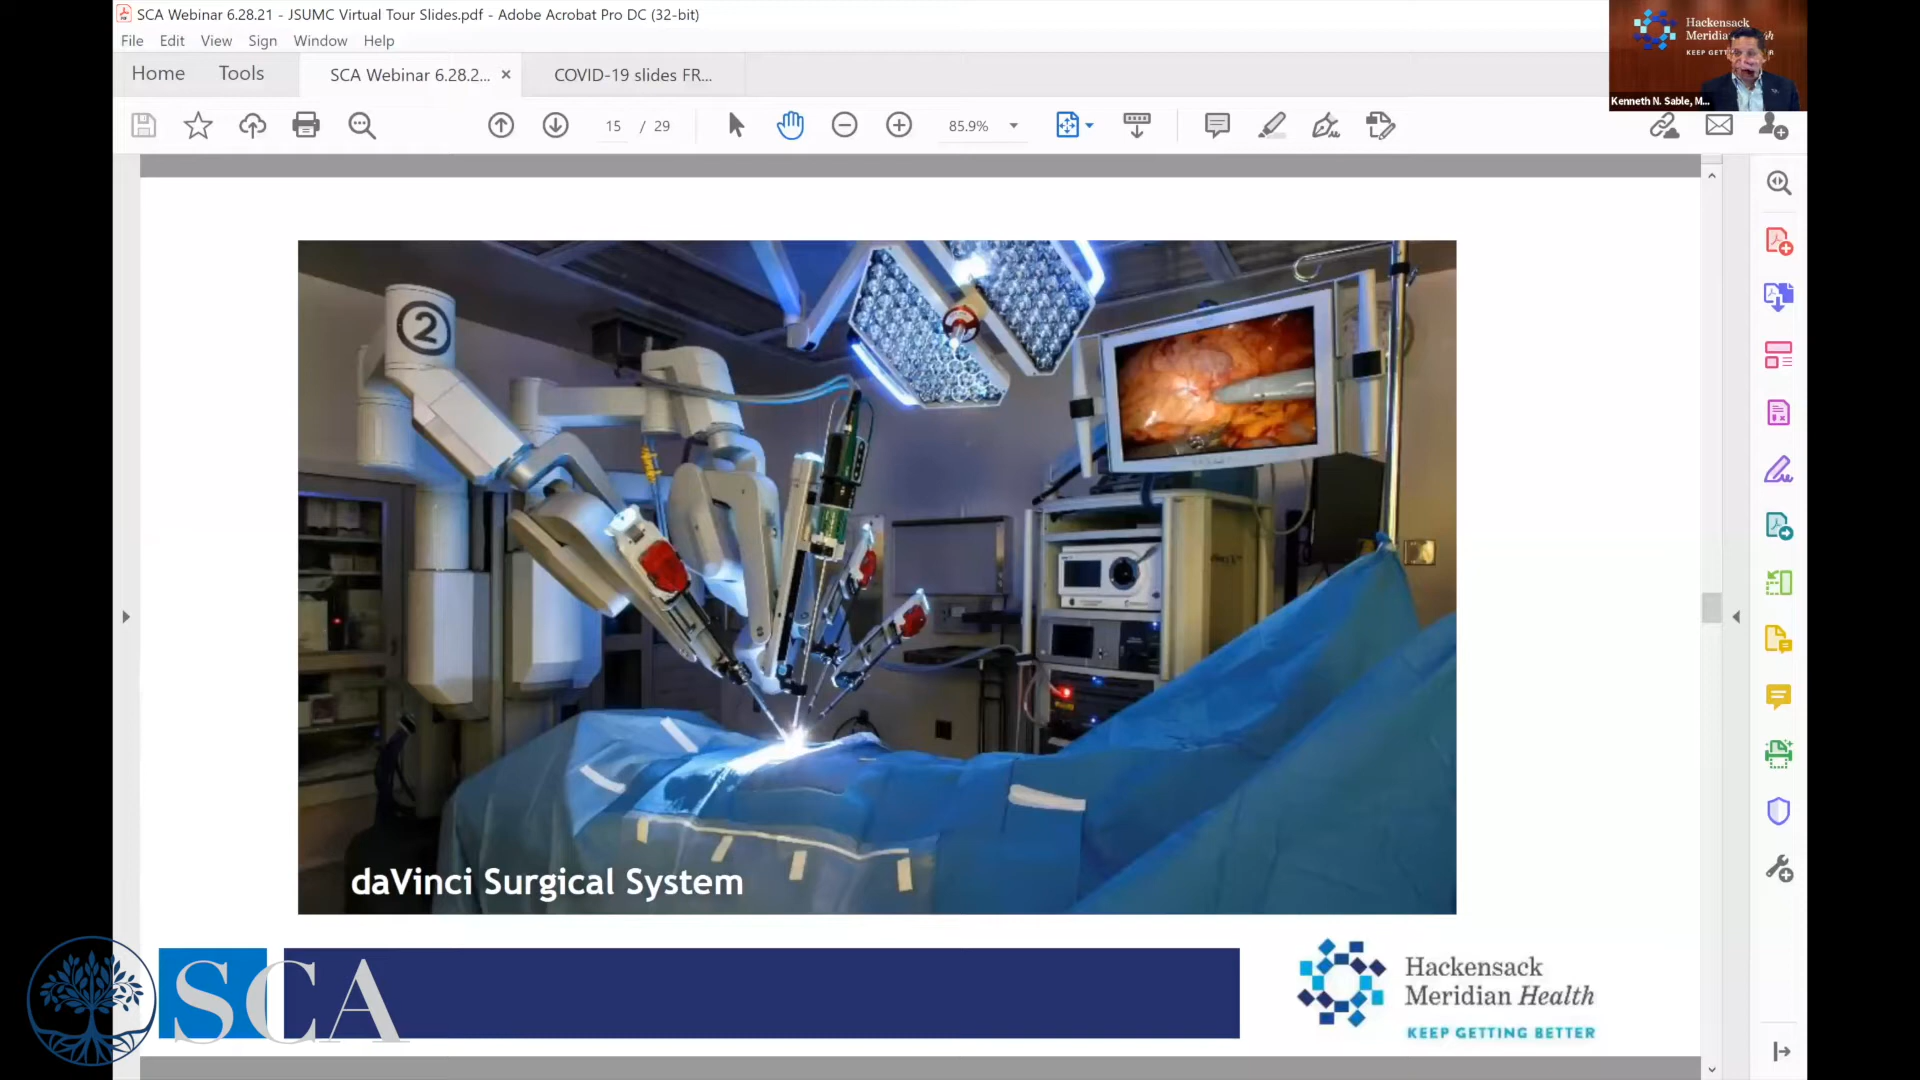 SCA Webinar 6.28.21 - JSUMC Virtual Tour Slides.pdf - Adobe Acrobat Pro DC (32-bit)
File Edit View Sign Window Help
Home Tools SCA Webinar 6.28.2... × COVID-19 slides FR...
15 / 29 85.9%
Hackensack
Meridian
KEEP
Kenneth N. Sable, M...
2
daVinci Surgical System
SCA
Hackensack
Meridian Health
KEEP GETTING BETTER